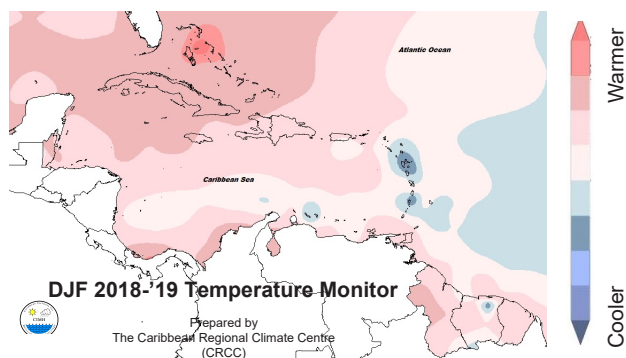 Atlantic Ocean
Warmer
Caribbean Sea
DJF 2018-'19 Temperature Monitor
Prepared by
The Caribbean Regional Climate Centre
(CRCC)
CIMH
Cooler